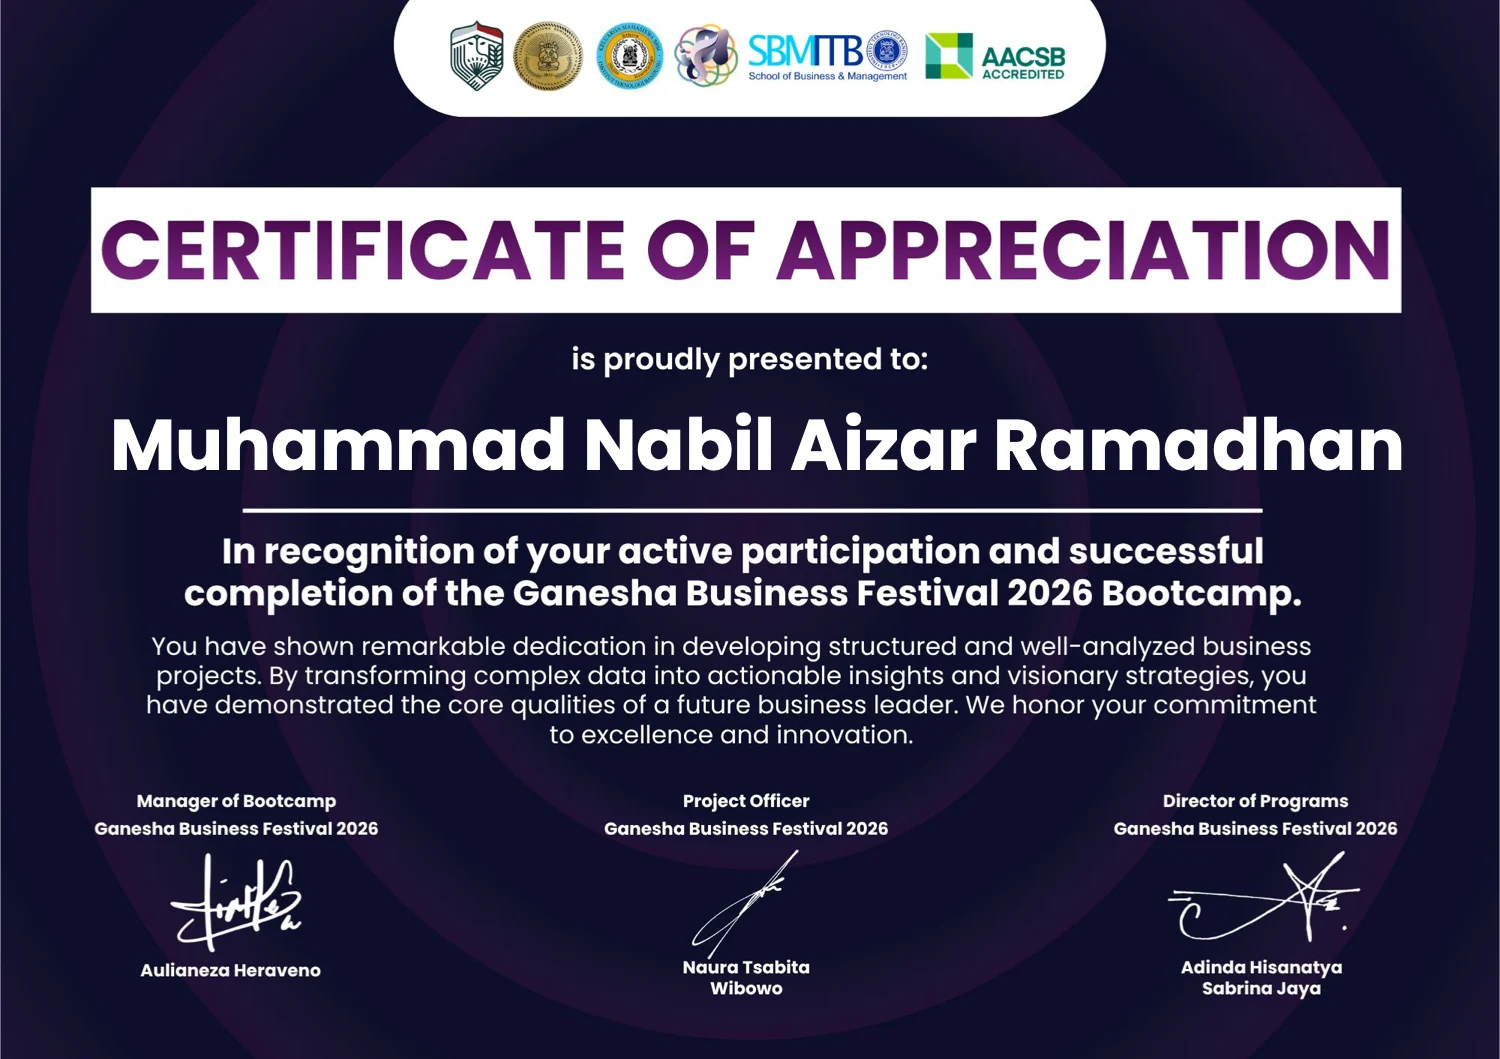 SBM ITB
School of Business & Management
AACSB
ACCREDITED
CERTIFICATE OF APPRECIATION
is proudly presented to:
Muhammad Nabil Aizar Ramadhan
In recognition of your active participation and successful
completion of the Ganesha Business Festival 2026 Bootcamp.
You have shown remarkable dedication in developing structured and well-analyzed business
projects. By transforming complex data into actionable insights and visionary strategies, you
have demonstrated the core qualities of a future business leader. We honor your commitment
to excellence and innovation.
Manager of Bootcamp
Ganesha Business Festival 2026
Aulianeza Heraveno
Project Officer
Ganesha Business Festival 2026
Naura Tsabita
Wibowo
Director of Programs
Ganesha Business Festival 2026
Adinda Hisanatya
Sabrina Jaya